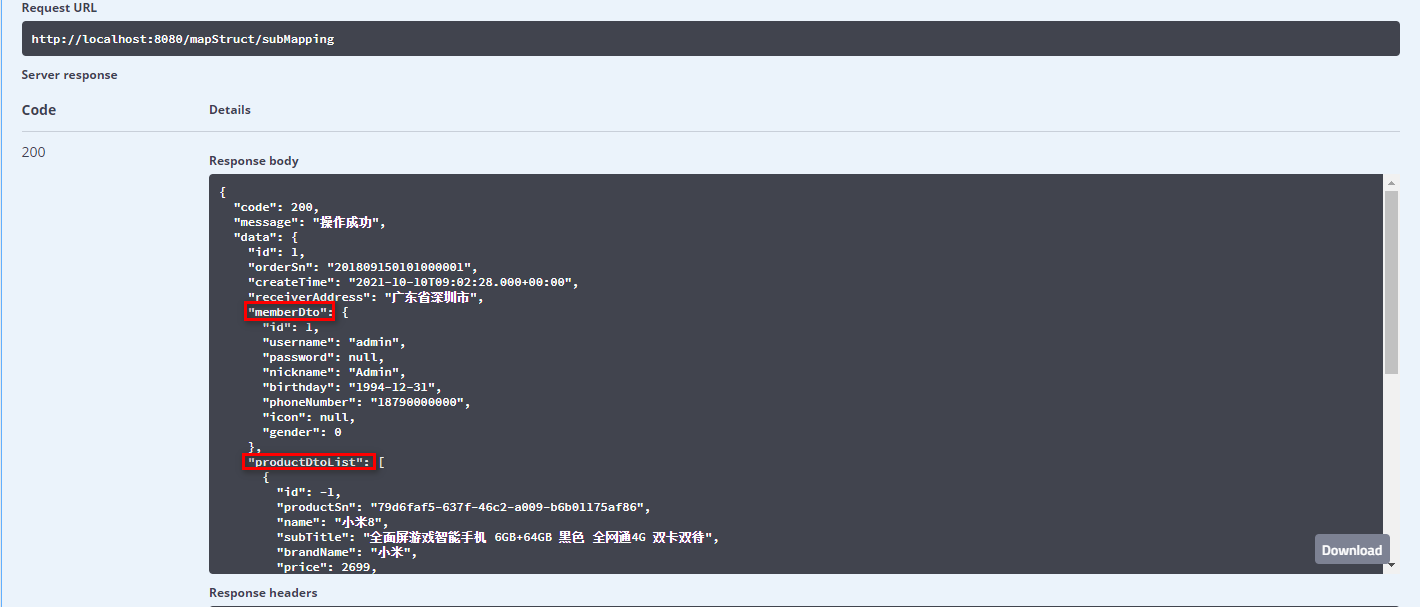 Request URL
http://localhost:8080/mapStruct/subMapping
Server response
Code Details
200
Response body
{
"code": 200,
"message": "操作成功",
"data": {
"id": 1,
"orderSn": "201809150101000001",
"createTime": "2021-10-10T09:02:28.000+00:00",
"receiverAddress": "广东省深圳市",
"memberDto": {
"id": 1,
"username": "admin",
"password": null,
"nickname": "Admin",
"birthday": "1994-12-31",
"phoneNumber": "18790000000",
"icon": null,
"gender": 0
},
"productDtoList": [
{
"id": -1,
"productSn": "79d6faf5-637f-46c2-a009-b6b01175af86",
"name": "小米8",
"subTitle": "全面屏游戏智能手机 6GB+64GB 黑色 全网通4G 双卡双待",
"brandName": "小米",
"price": 2699,
Download
Response headers